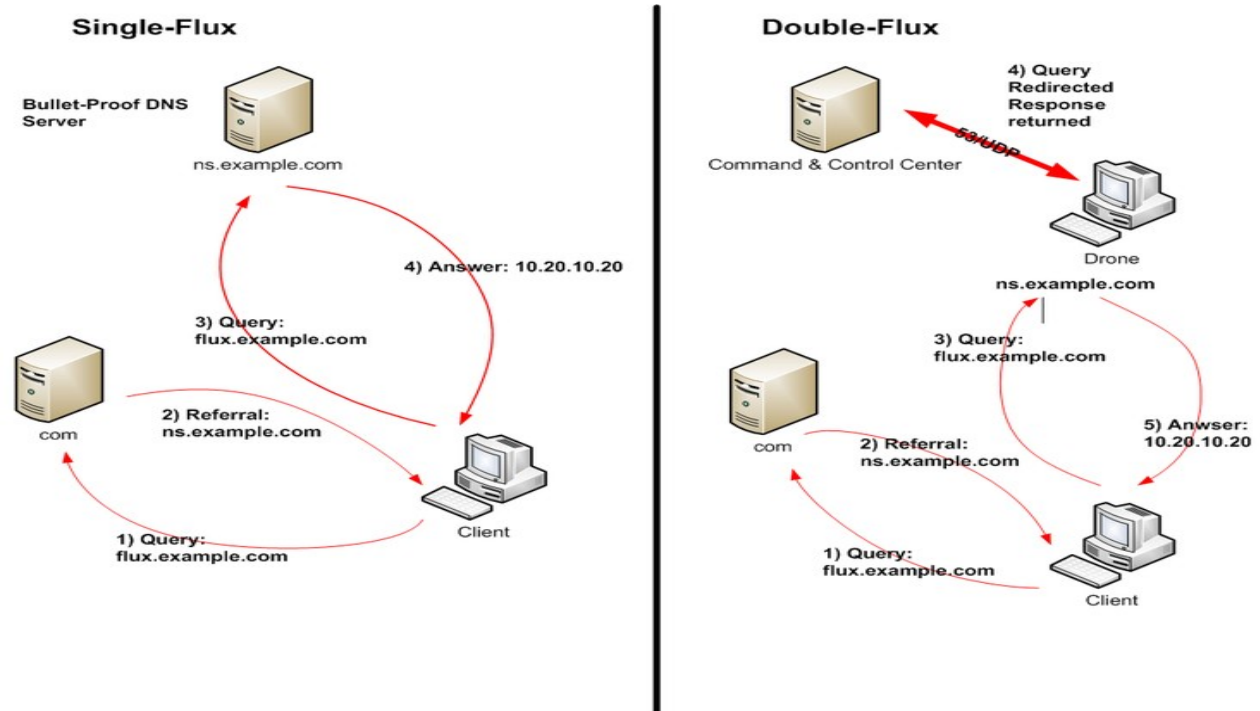 Single-Flux
Bullet-Proof DNS
Server
ns.example.com
4) Answer: 10.20.10.20
3) Query:
flux.example.com
com
2) Referral:
ns.example.com
Client
1) Query:
flux.example.com
Double-Flux
4) Query
Redirected
Response
returned
53/UDP
Command & Control Center
Drone
ns.example.com
3) Query:
flux.example.com
com
2) Referral:
ns.example.com
5) Anwser:
10.20.10.20
1) Query:
flux.example.com
Client